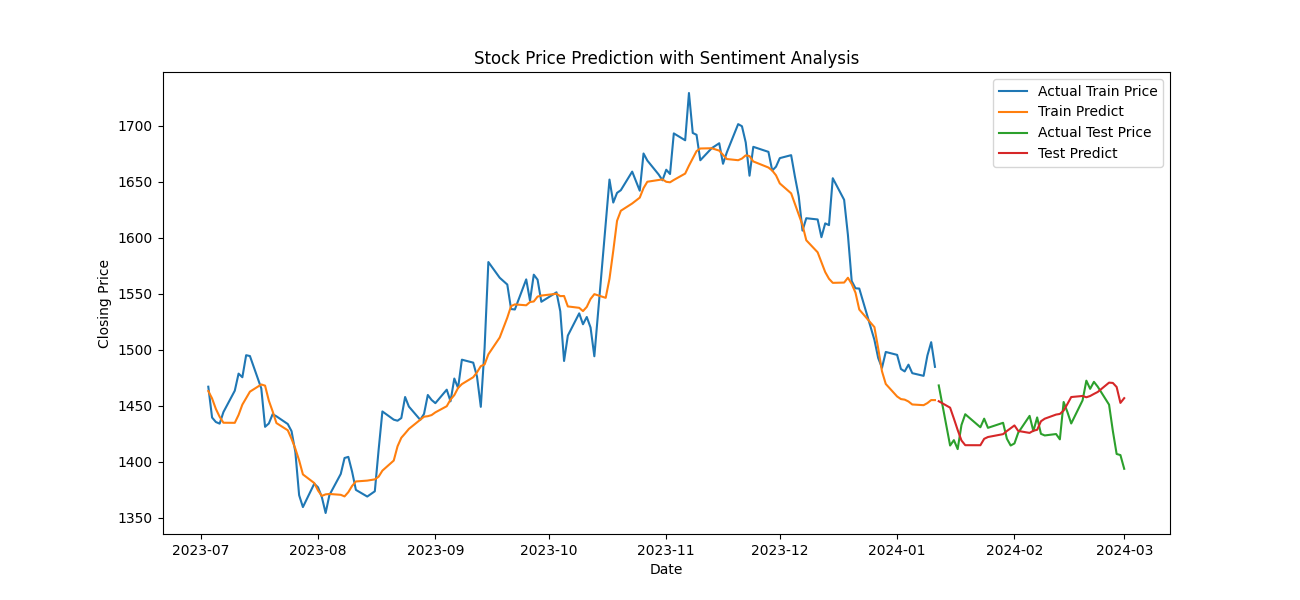 Stock Price Prediction with Sentiment Analysis
Actual Train Price
Train Predict
Actual Test Price
Test Predict
Closing Price
1700
1650
1600
1550
1500
1450
1400
1350
2023-07 2023-08 2023-09 2023-10 2023-11 2023-12 2024-01 2024-02 2024-03
Date